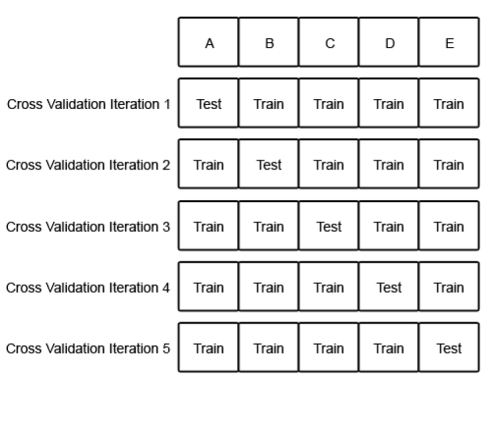 A B C D E
Cross Validation Iteration 1 Test Train Train Train Train
Cross Validation Iteration 2 Train Test Train Train Train
Cross Validation Iteration 3 Train Train Test Train Train
Cross Validation Iteration 4 Train Train Train Test Train
Cross Validation Iteration 5 Train Train Train Train Test